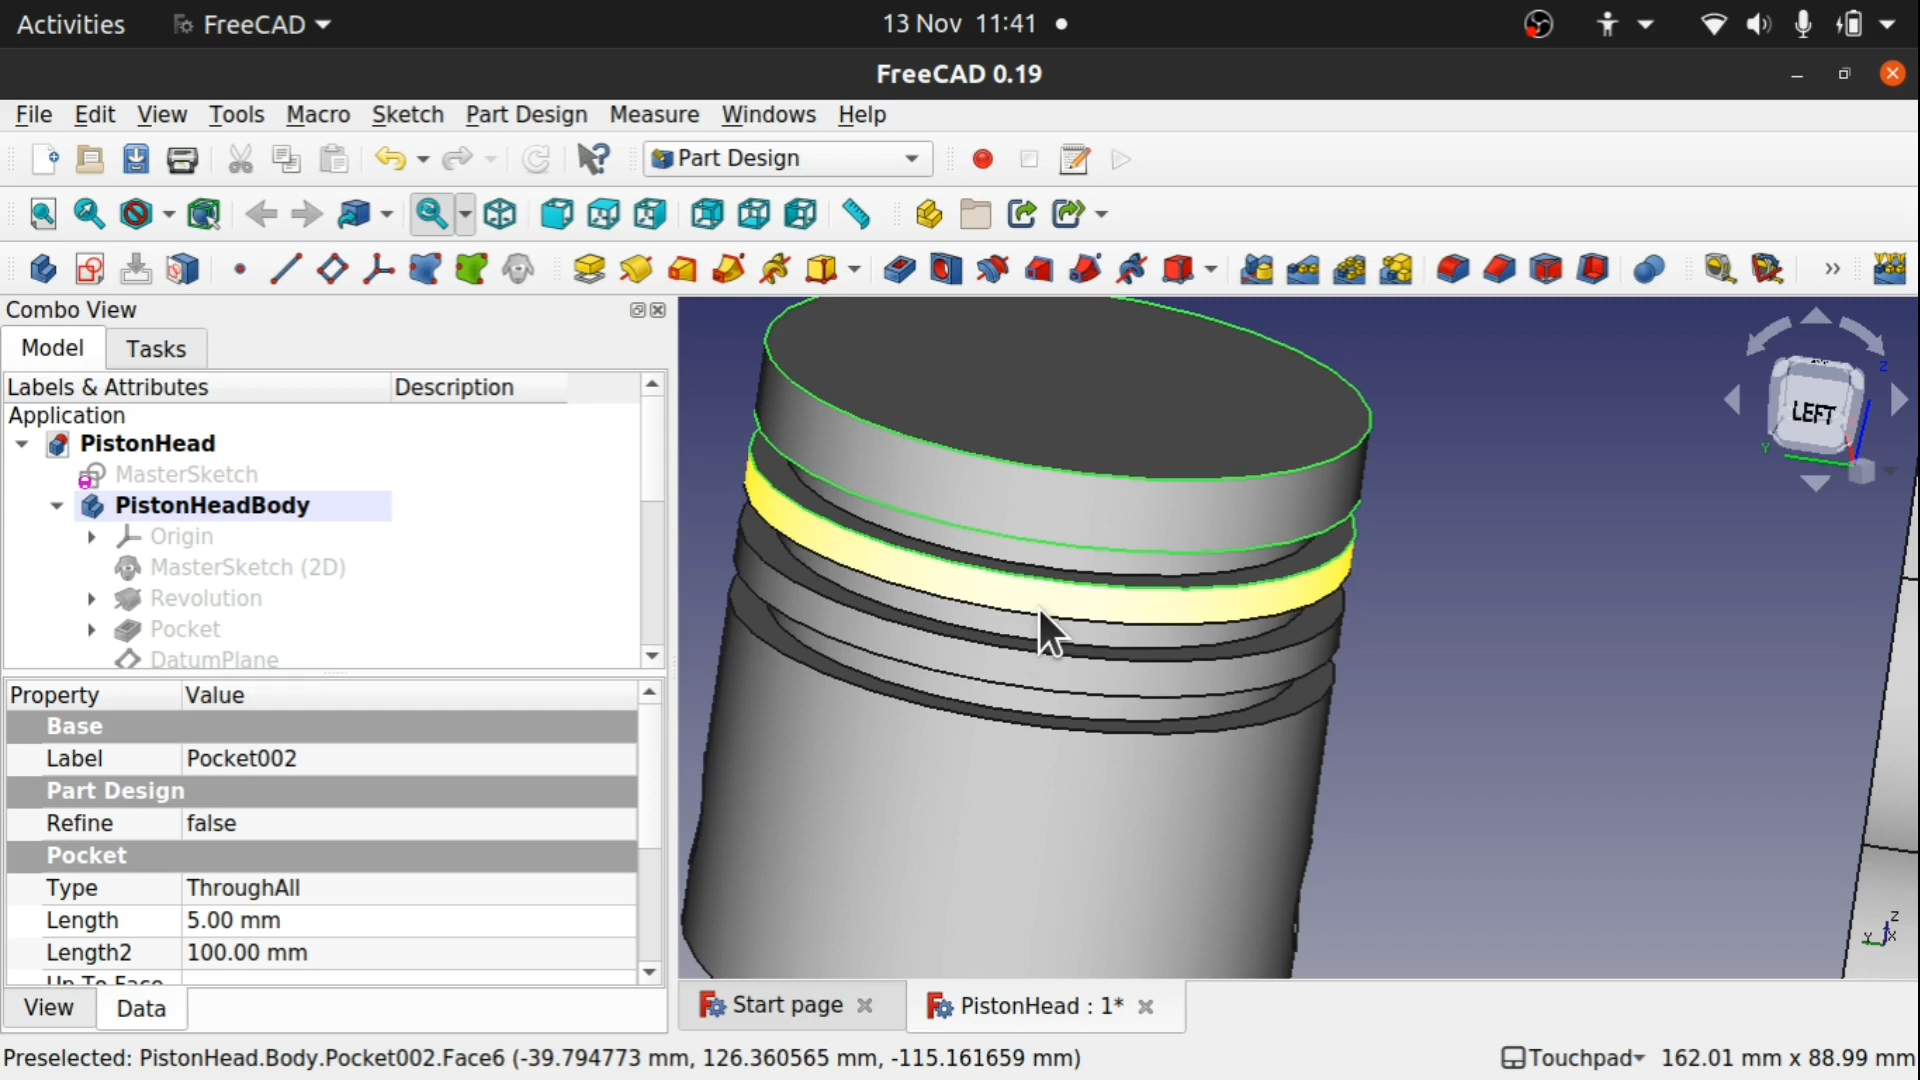 Activities FreeCAD 13 Nov 11:41
FreeCAD 0.19
File Edit View Tools Macro Sketch Part Design Measure Windows Help
Part Design
»
Combo View
Model Tasks
Labels & Attributes Description
Application
PistonHead
MasterSketch
PistonHeadBody
Origin
MasterSketch (2D)
Revolution
Pocket
DatumPlane
Property Value
Base
Label Pocket002
Part Design
Refine false
Pocket
Type ThroughAll
Length 5.00 mm
Length2 100.00 mm
Up To Face
View Data
LEFT
Z
Y
Z
Y X
Start page PistonHead : 1*
Preselected: PistonHead.Body.Pocket002.Face6 (-39.794773 mm, 126.360565 mm, -115.161659 mm) Touchpad 162.01 mm x 88.99 mm